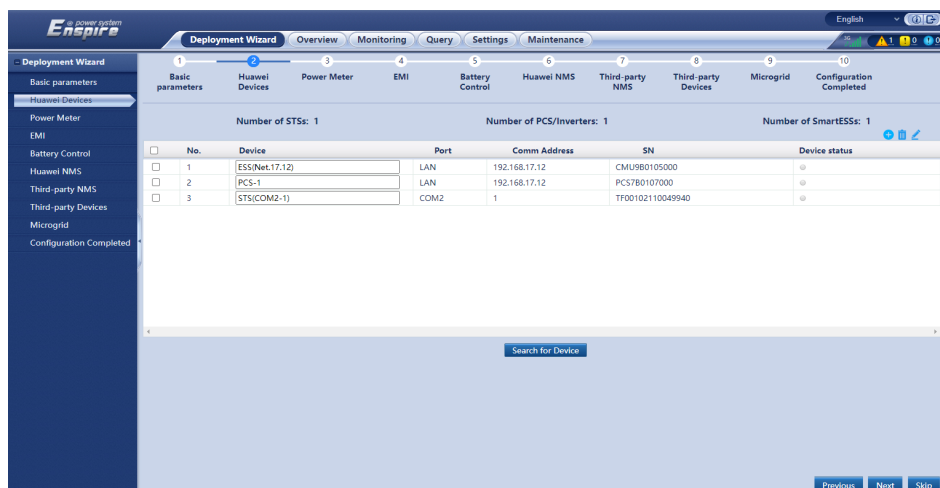 Enspire
e power system
English
Deployment Wizard Overview Monitoring Query Settings Maintenance
3G 1 0 0
Deployment Wizard
Basic parameters
Huawei Devices
Power Meter
EMI
Battery Control
Huawei NMS
Third-party NMS
Third-party Devices
Microgrid
Configuration Completed
1 2 3 4 5 6 7 8 9 10
Basic parameters
Huawei Devices
Power Meter
EMI
Battery Control
Huawei NMS
Third-party NMS
Third-party Devices
Microgrid
Configuration Completed
Number of STSs: 1 Number of PCS/Inverters: 1 Number of SmartESSs: 1
No. Device Port Comm Address SN Device status
1 ESS(Net.17.12) LAN 192.168.17.12 CMU9B0105000
2 PCS-1 LAN 192.168.17.12 PCS7B0107000
3 STS(COM2-1) COM2 1 TF00102110049940
Search for Device
Previous Next Skip